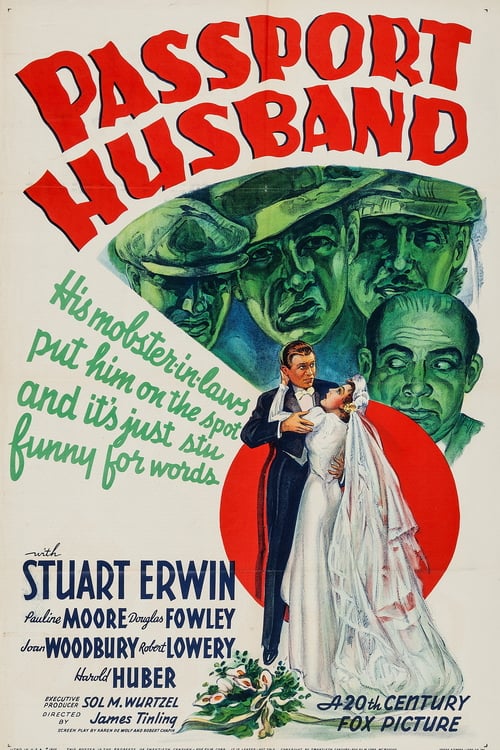 PASSPORT
HUSBAND
His mobster-in-laws
put him on the spot
and it's just stu
funny for words
with
STUART ERWIN
Pauline MOORE Douglas FOWLEY
Joan WOODBURY Robert LOWERY
Harold HUBER
EXECUTIVE PRODUCER SOL M. WURTZEL
DIRECTED BY James Tinling
SCREEN PLAY BY KAREN DE WOLF AND ROBERT CHAPIN
A 20th CENTURY
FOX PICTURE